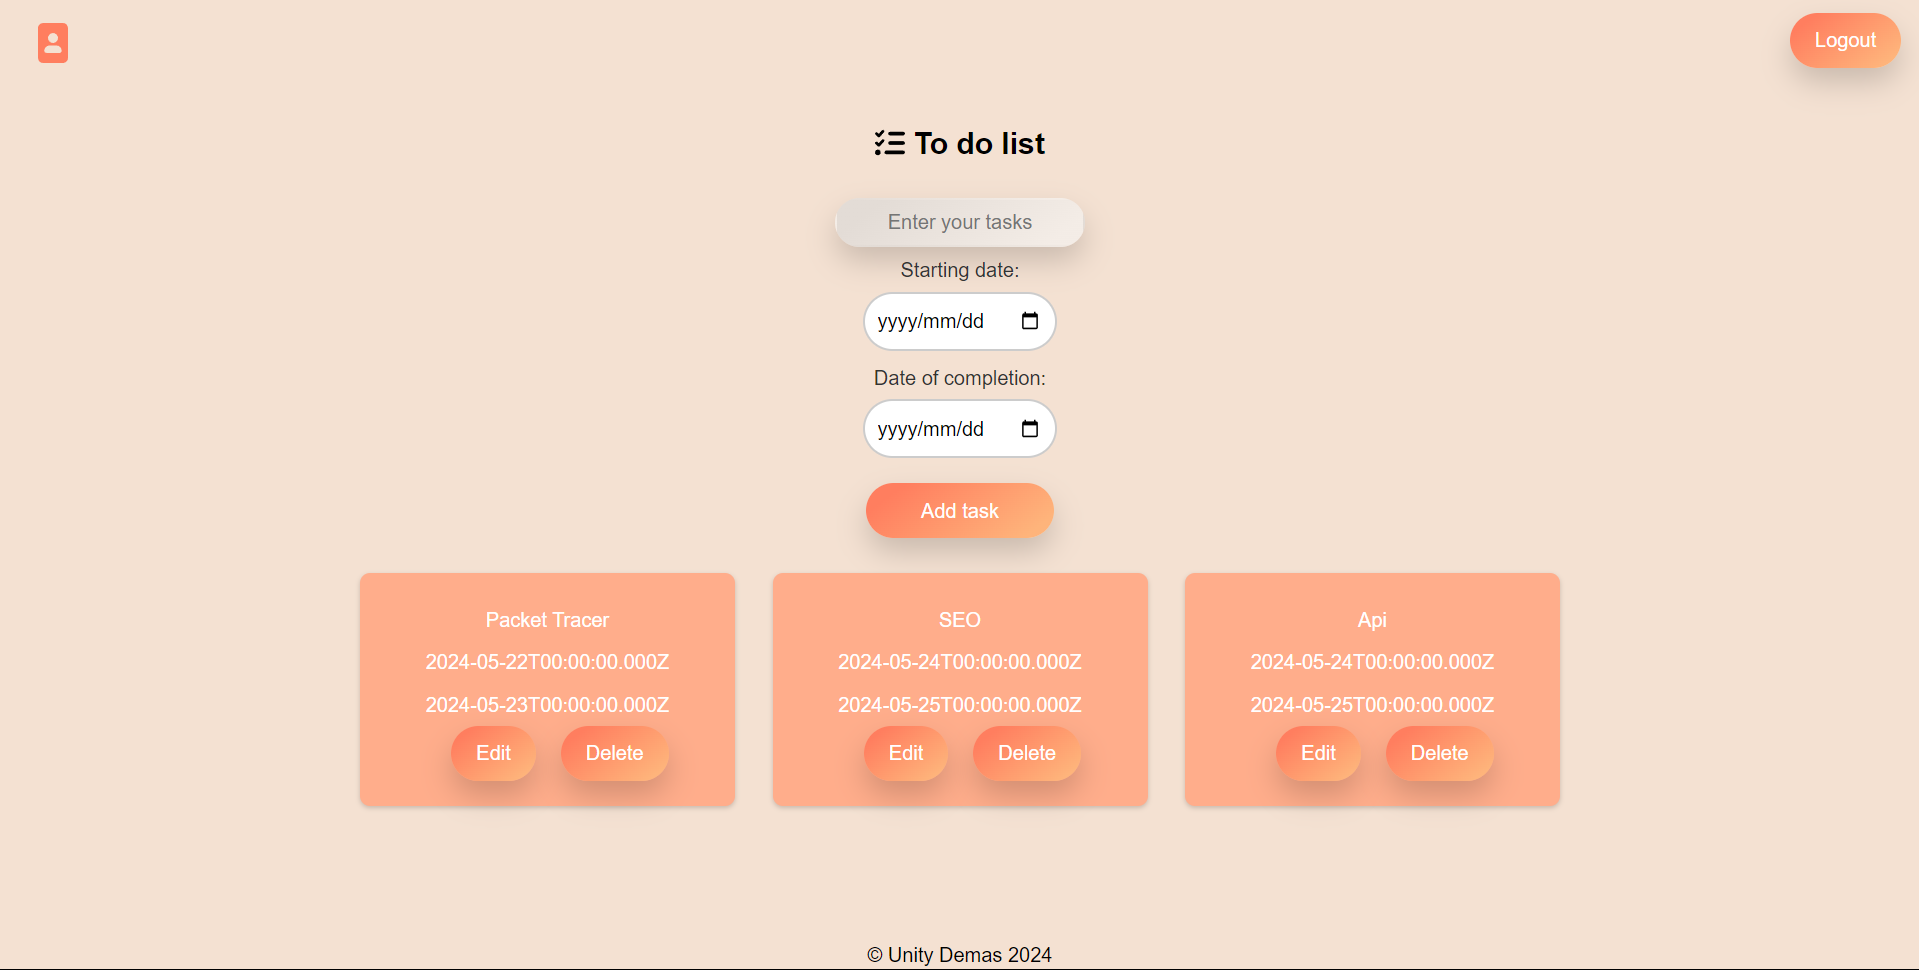 Logout
To do list
Enter your tasks
Starting date:
yyyy/mm/dd
Date of completion:
yyyy/mm/dd
Add task
Packet Tracer
2024-05-22T00:00:00.000Z
2024-05-23T00:00:00.000Z
Edit Delete
SEO
2024-05-24T00:00:00.000Z
2024-05-25T00:00:00.000Z
Edit Delete
Api
2024-05-24T00:00:00.000Z
2024-05-25T00:00:00.000Z
Edit Delete
© Unity Demas 2024